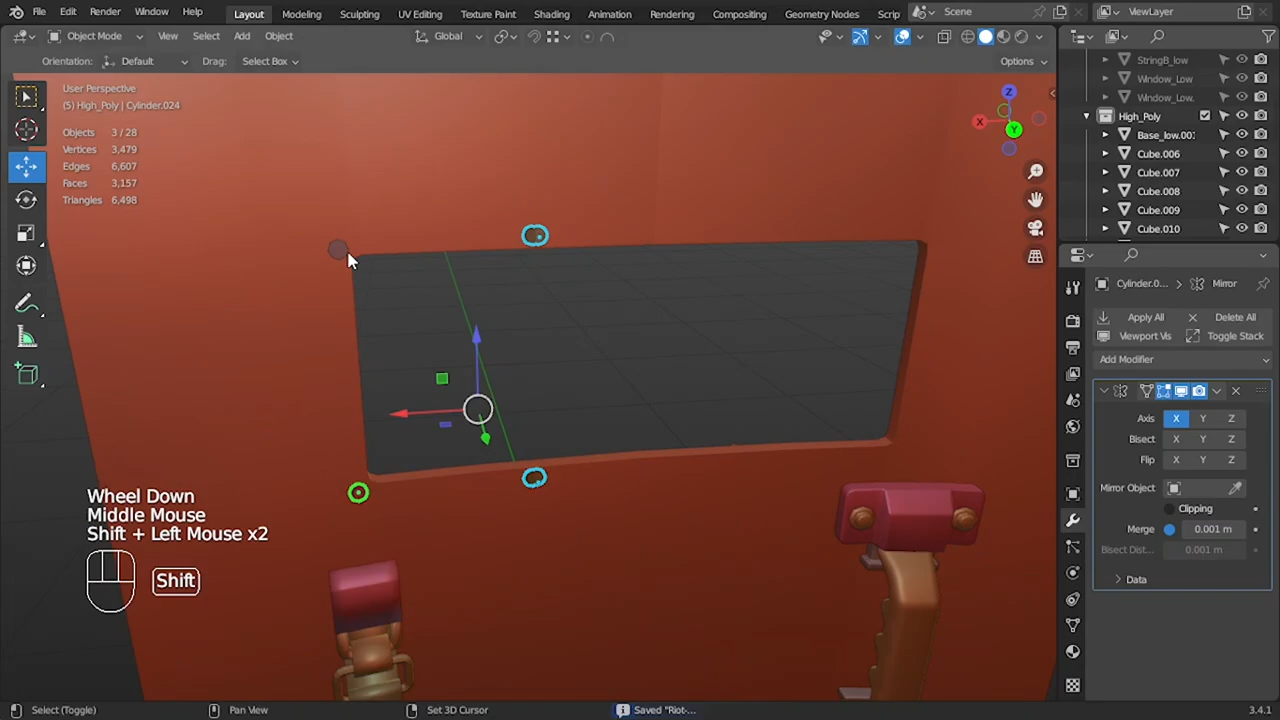 File Edit Render Window Help Layout Modeling Sculpting UV Editing Texture Paint Shading Animation Rendering Compositing Geometry Nodes Scrip Scene ViewLayer
Object Mode View Select Add Object Global
Orientation: Default Drag: Select Box Options
User Perspective
(5) High_Poly | Cylinder.024
Objects 3 / 28
Vertices 3,479
Edges 6,607
Faces 3,157
Triangles 6,498
Z
X
Y
StringB_low
Window_Low
Window_Low.
High_Poly
Base_low.001
Cube.006
Cube.007
Cube.008
Cube.009
Cube.010
Cylinder.0... > Mirror
Apply All Delete All
Viewport Vis Toggle Stack
Add Modifier
Axis X Y Z
Bisect X Y Z
Flip X Y Z
Mirror Object
Clipping
Merge 0.001 m
Bisect Dist... 0.001 m
Data
Wheel Down
Middle Mouse
Shift + Left Mouse x2
Shift
Select (Toggle) Pan View Set 3D Cursor Saved "Riot-... 3.4.1